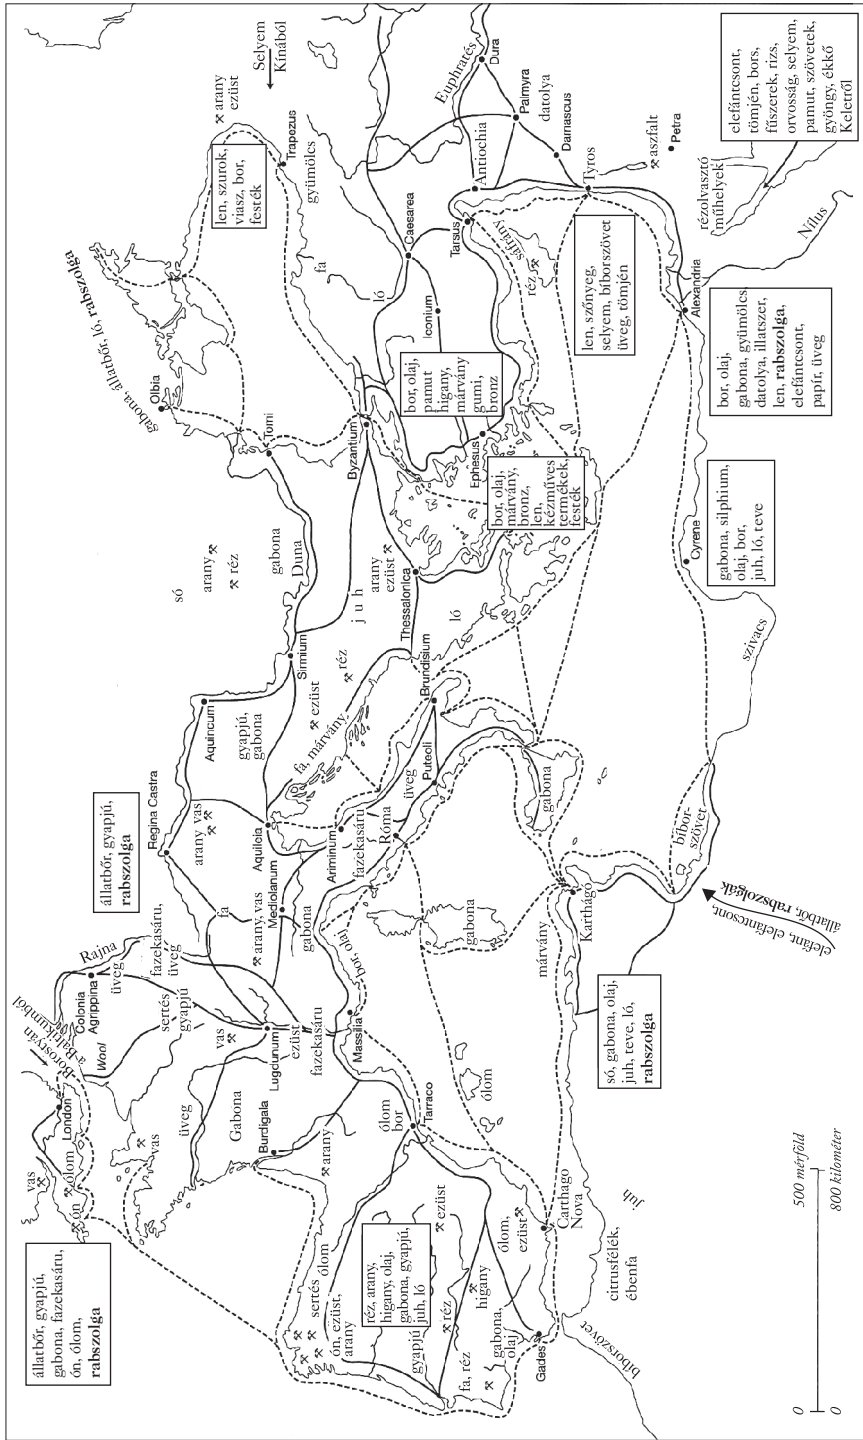 állatbőr, gyapjú,
gabona, fazekasáru,
ón, ólom,
rabszolga
vas
ólom
ón
London
Borostyán
a Baltikumból
Rajna
Colonia
Agrippina
üveg
Wool
sertés
gyapjú
fazekasáru,
üveg
vas
vas
üveg
Lugdunum
ezüst
fazekasáru
Gabona
Burdigala
arany
állatbőr, gyapjú,
rabszolga
Regina Castra
fa
arany vas
arany, vas
Mediolanum
gabona
Aquileia
Ariminum
fazekasáru
üveg
Róma
Puteoli
Brundisium
Massilia
bor, olaj
Aquincum
gyapjú,
gabona
fa, márvány,
ezüst
réz
Sirmium
só
arany
réz
gabona
Duna
juh
arany
ezüst
Thessalonica
ló
Tomi
Olbia
gabona, állatbőr, ló, rabszolga
Byzantium
len, szurok,
viasz, bor,
festék
arany
ezüst
Trapezus
gyümölcs
Selyem
Kínából
fa
ló
Caesarea
Iconium
bor, olaj,
pamut
higany,
márvány
gumi,
bronz
Ephesus
bor, olaj,
márvány,
bronz,
len,
kézműves
termékek,
festék
Tarsus
sáfrány
réz
Antiochia
Euphratés
Dura
Palmyra
datolya
Damascus
Tyros
aszfalt
Petra
elefántcsont,
tömjén, bors,
fűszerek, rizs,
orvosság, selyem,
pamut, szövetek,
gyöngy, ékkő
Keletről
rézolvasztó
műhelyek
Nílus
Alexandria
len, szőnyeg,
selyem, bíborszövet
üveg, tömjén
bor, olaj,
gabona, gyümölcs,
datolya, illatszer,
len, rabszolga,
elefántcsont,
papír, üveg
Cyrene
gabona, silphium,
olaj, bor,
juh, ló, teve
szivacs
bíbor-
szövet
elefánt, elefántcsont,
állatbőr, rabszolgák
gabona
gabona
márvány
Karthágó
só, gabona, olaj,
juh, teve, ló,
rabszolga
ólom
bor
Tarraco
ólom
sertés
ólom
ón, ezüst,
arany
réz, arany,
higany, olaj,
gabona, gyapjú,
juh, ló
ezüst
ólom,
ezüst
gyapjú
réz
higany
fa, réz
gabona,
olaj
Gades
Carthago
Nova
juh
citrusfélék,
ébenfa
bíborszövet
0 500 mérföld
0 800 kilométer